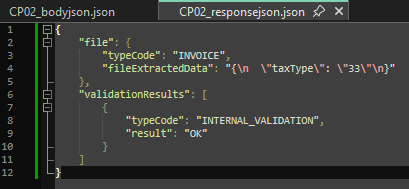 CP02_bodyjson.json CP02_responsejson.json
1 {
2 "file": {
3 "typeCode": "INVOICE",
4 "fileExtractedData": "{\n  \"taxType\": \"33\"\n}"
5 },
6 "validationResults": [
7 {
8 "typeCode": "INTERNAL_VALIDATION",
9 "result": "OK"
10 }
11 ]
12 }